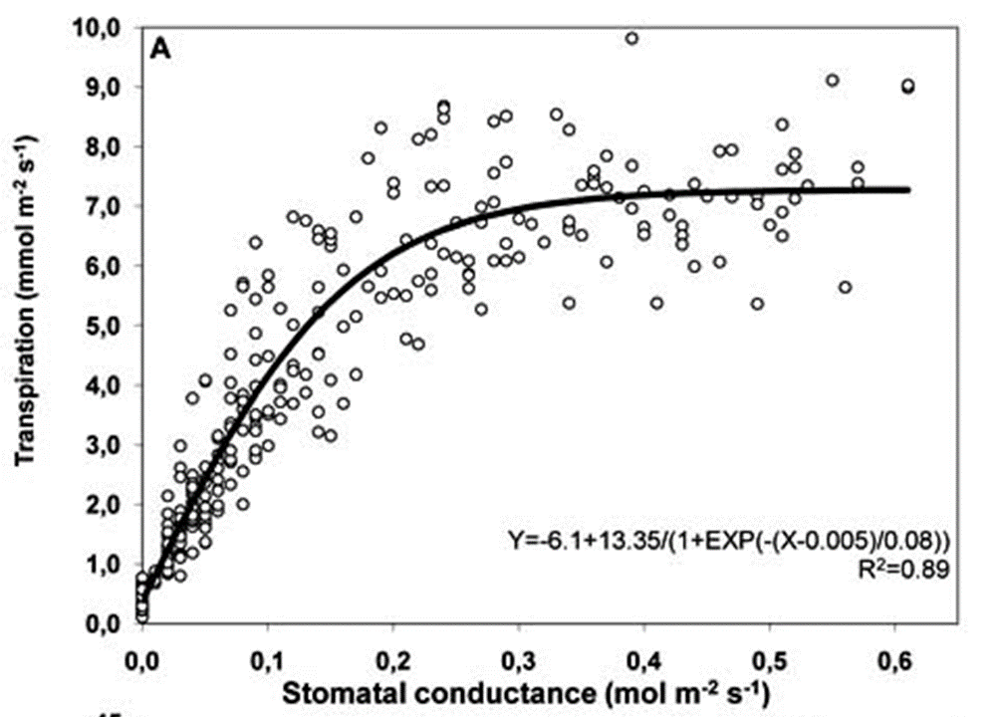 A
10,0
9,0
8,0
7,0
6,0
5,0
4,0
3,0
2,0
1,0
0,0
Transpiration (mmol m⁻² s⁻¹)
Y=-6.1+13.35/(1+EXP(-(X-0.005)/0.08))
R²=0.89
0,0 0,1 0,2 0,3 0,4 0,5 0,6
Stomatal conductance (mol m⁻² s⁻¹)